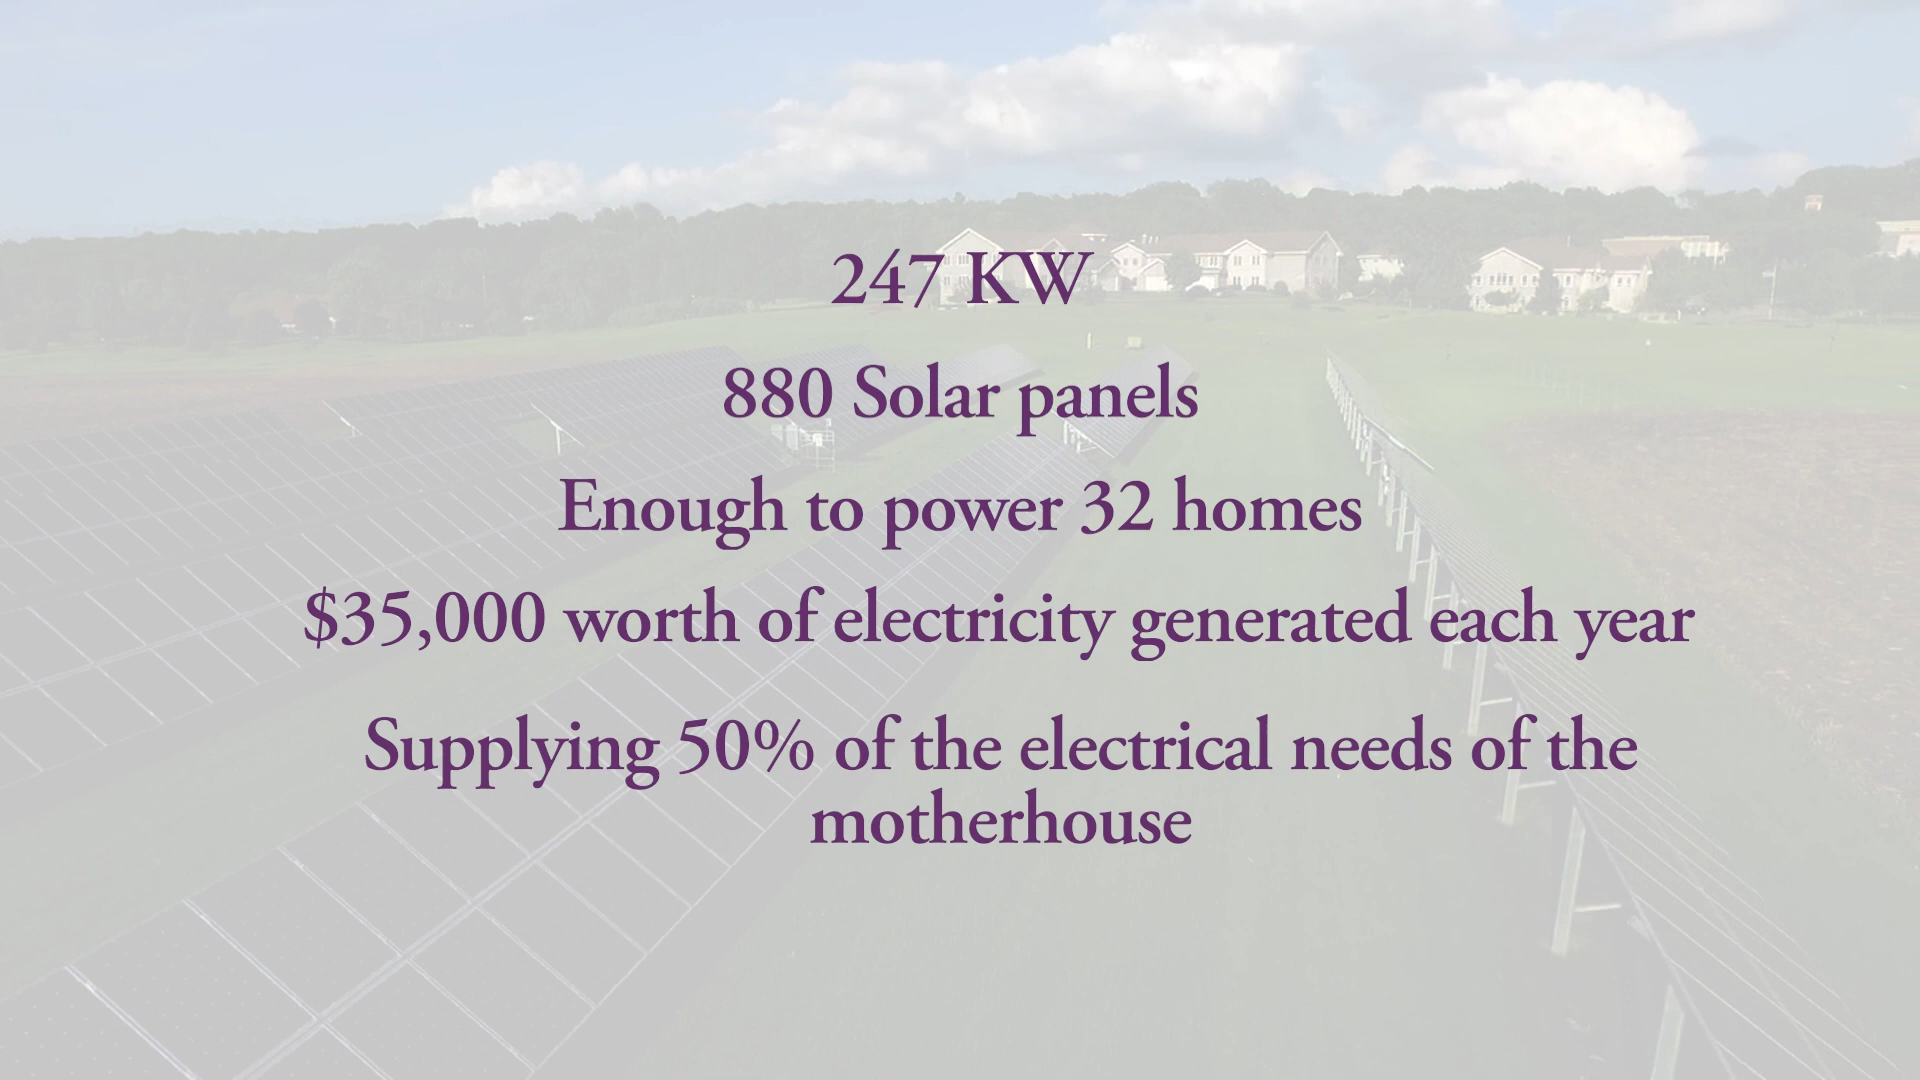 247 KW
880 Solar panels
Enough to power 32 homes
$35,000 worth of electricity generated each year
Supplying 50% of the electrical needs of the
motherhouse